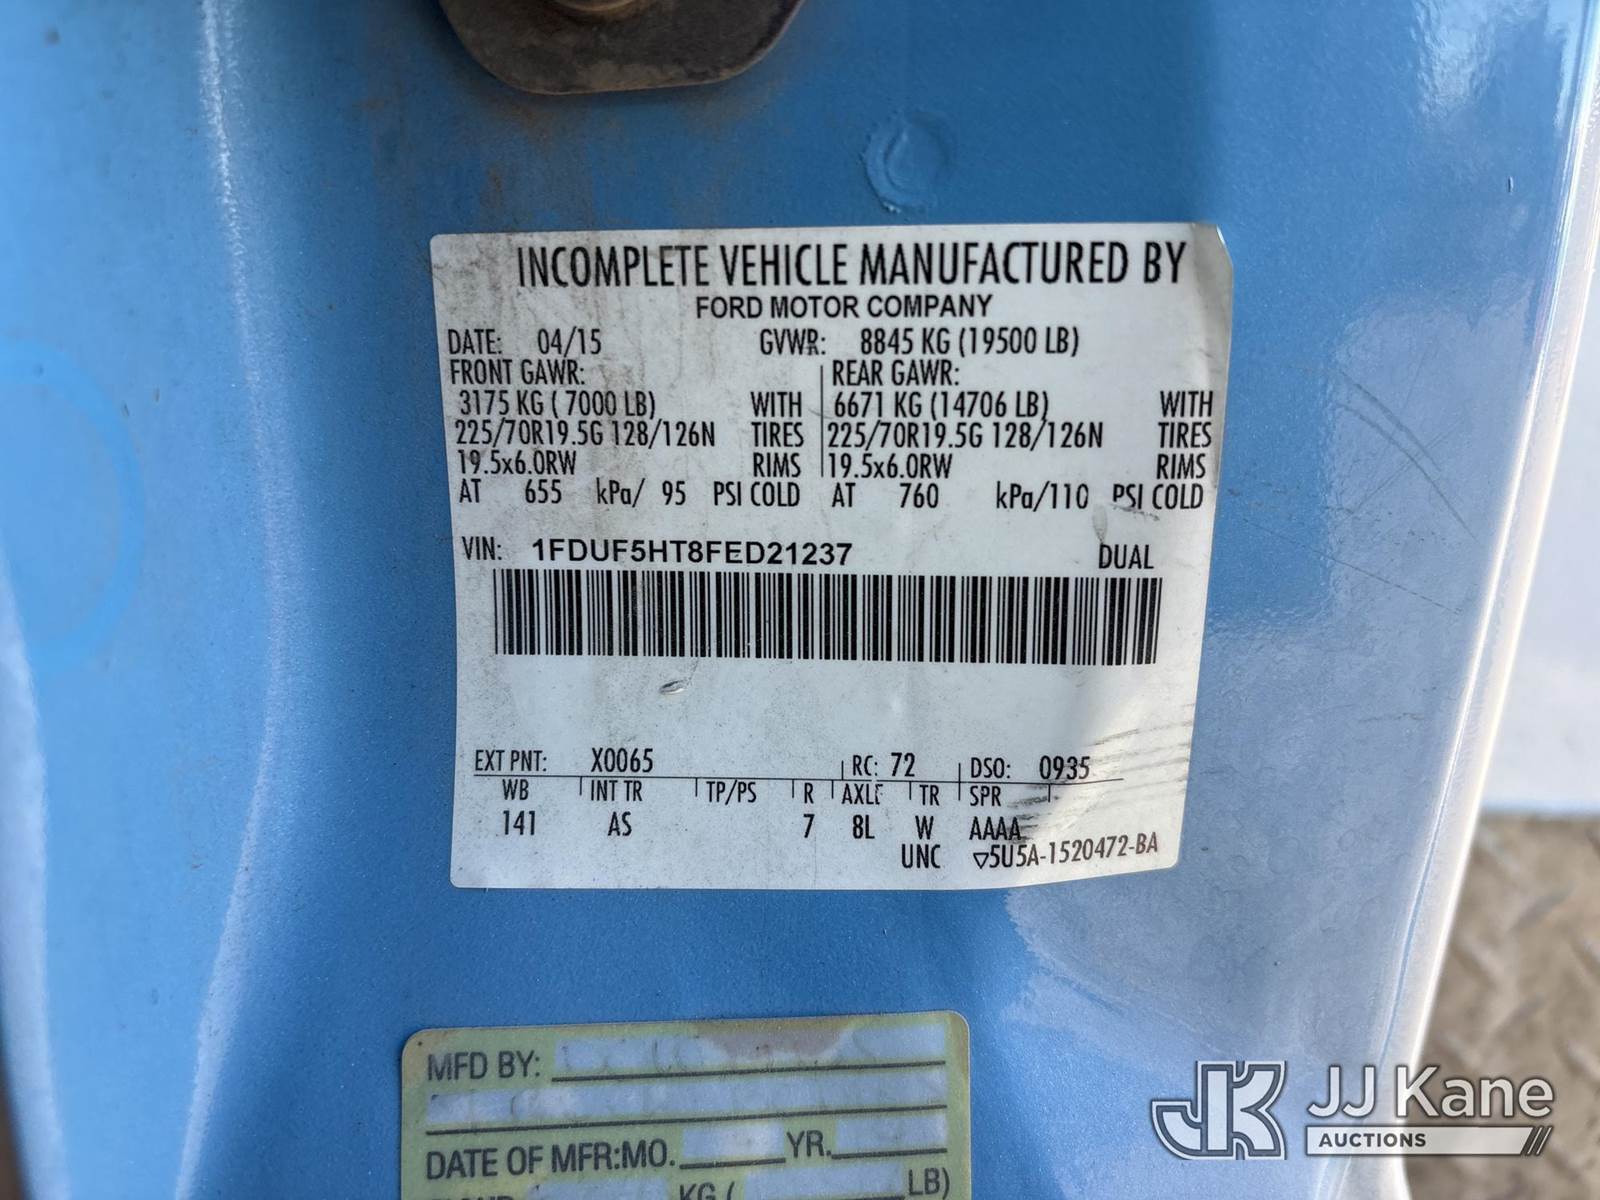 INCOMPLETE VEHICLE MANUFACTURED BY
FORD MOTOR COMPANY
DATE: 04/15 GVWR: 8845 KG (19500 LB)
FRONT GAWR: REAR GAWR:
3175 KG ( 7000 LB) WITH 6671 KG (14706 LB) WITH
225/70R19.5G 128/126N TIRES 225/70R19.5G 128/126N TIRES
19.5x6.0RW RIMS 19.5x6.0RW RIMS
AT 655 kPa/ 95 PSI COLD AT 760 kPa/110 PSI COLD
VIN: 1FDUF5HT8FED21237 DUAL
EXT PNT: X0065 RC: 72 DSO: 0935
WB INT TR TP/PS R AXLE TR SPR
141 AS 7 8L W AAAA
UNC ▽5U5A-1520472-BA
MFD BY:
DATE OF MFR:MO. YR.
KG ( LB)
JK JJ Kane
AUCTIONS